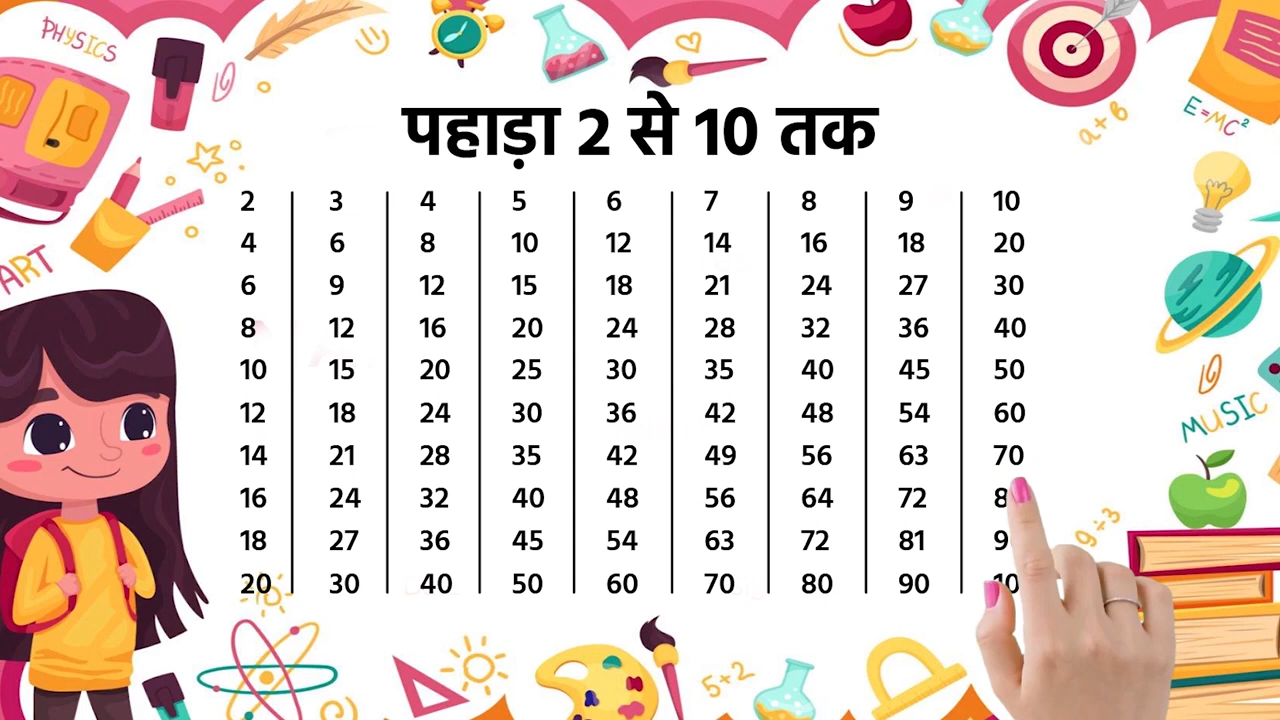 PHYSICS
E=MC²
a+b
पहाड़ा 2 से 10 तक
2 3 4 5 6 7 8 9 10
4 6 8 10 12 14 16 18 20
6 9 12 15 18 21 24 27 30
8 12 16 20 24 28 32 36 40
10 15 20 25 30 35 40 45 50
12 18 24 30 36 42 48 54 60
14 21 28 35 42 49 56 63 70
16 24 32 40 48 56 64 72 8
18 27 36 45 54 63 72 81 9
20 30 40 50 60 70 80 90 10
ART
MUSIC
9÷3
5+2